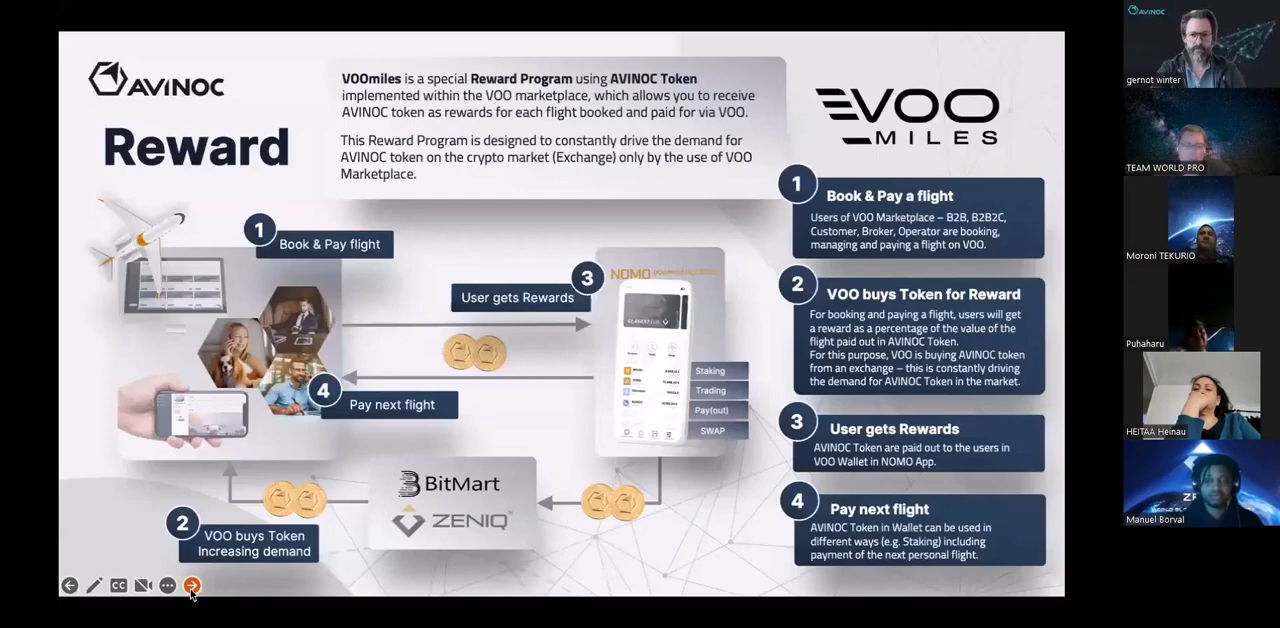 AVINOC
Reward
VOOmiles is a special Reward Program using AVINOC Token
implemented within the VOO marketplace, which allows you to receive
AVINOC token as rewards for each flight booked and paid for via VOO.
This Reward Program is designed to constantly drive the demand for
AVINOC token on the crypto market (Exchange) only by the use of VOO
Marketplace.
VOO
MILES
1
Book & Pay flight
3
User gets Rewards
NOMO
Staking
Trading
Pay(out)
SWAP
4
Pay next flight
BitMart
ZENIQ
2
VOO buys Token
Increasing demand
1
Book & Pay a flight
Users of VOO Marketplace – B2B, B2B2C,
Customer, Broker, Operator are booking,
managing and paying a flight on VOO.
2
VOO buys Token for Reward
For booking and paying a flight, users will get
a reward as a percentage of the value of the
flight paid out in AVINOC Token.
For this purpose, VOO is buying AVINOC token
from an exchange – this is constantly driving
the demand for AVINOC Token in the market.
3
User gets Rewards
AVINOC Token are paid out to the users in
VOO Wallet in NOMO App.
4
Pay next flight
AVINOC Token in Wallet can be used in
different ways (e.g. Staking) including
payment of the next personal flight.
CC
AVINOC
gernot winter
TEAM WORLD PRO
Moroni TEKURIO
Puhaharu
HEITAA Heinau
Manuel Borval